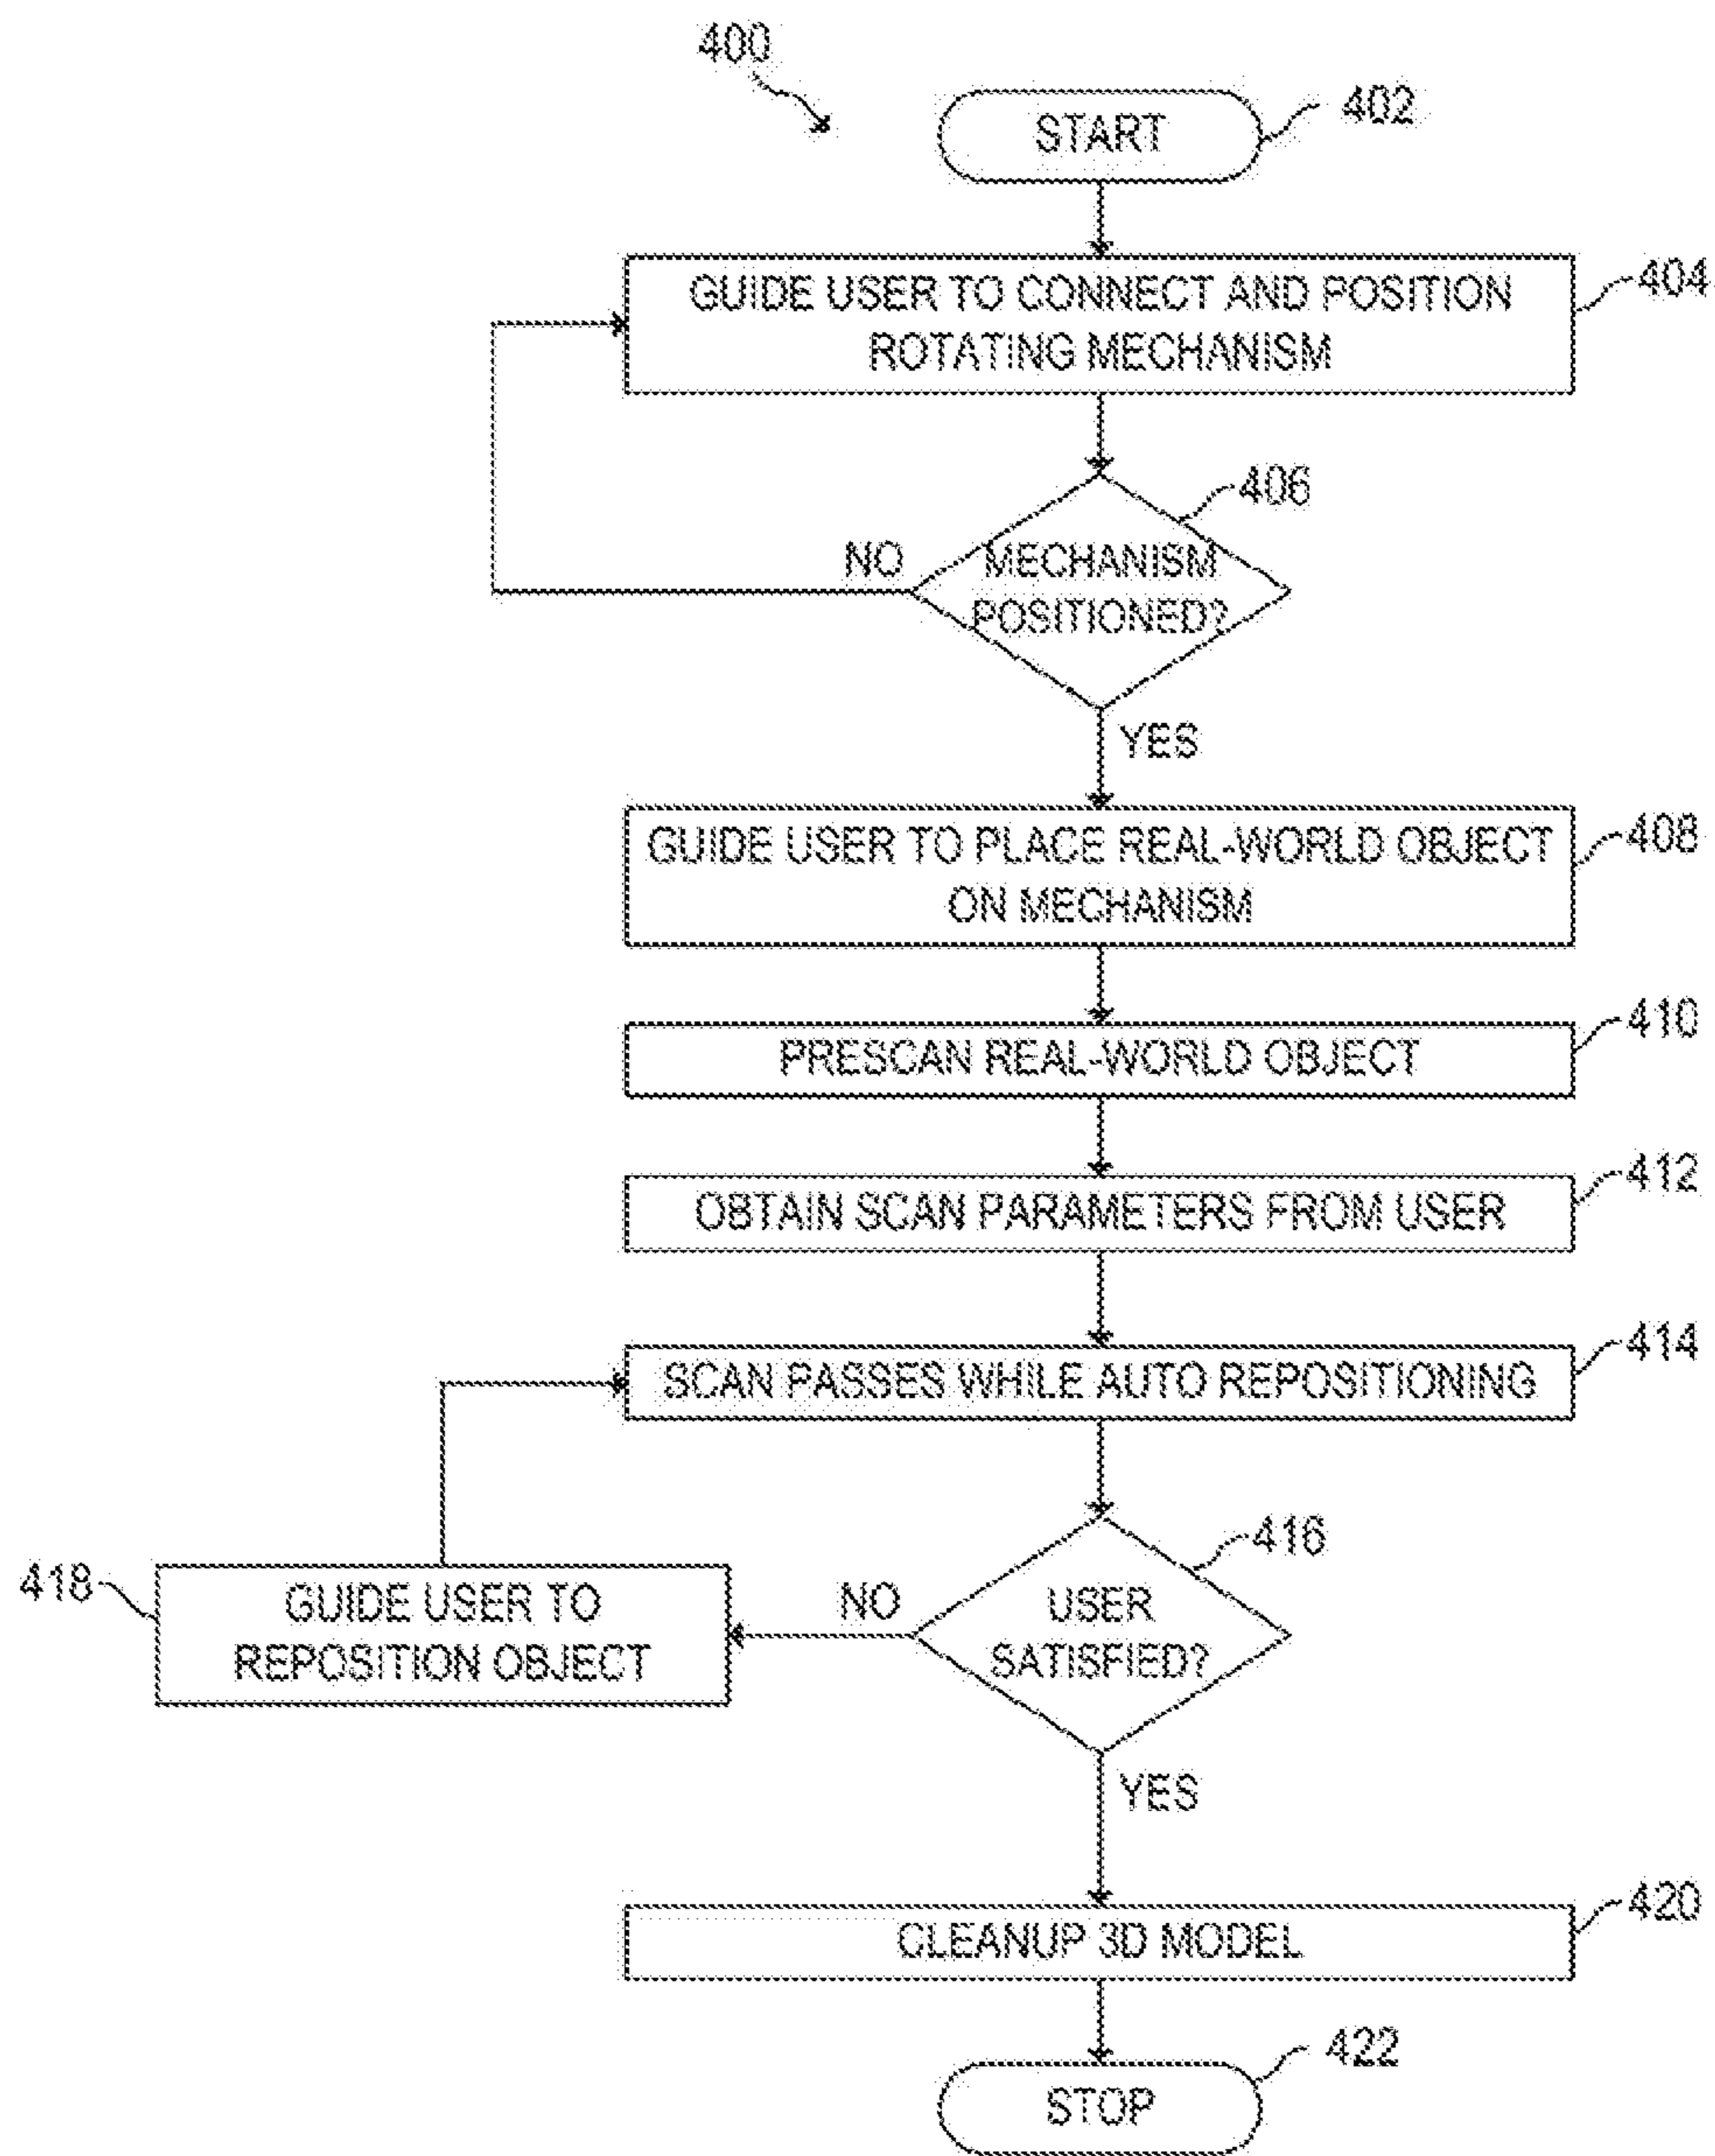 400
START
402
GUIDE USER TO CONNECT AND POSITION
ROTATING MECHANISM
404
406
MECHANISM
POSITIONED?
NO
YES
GUIDE USER TO PLACE REAL-WORLD OBJECT
ON MECHANISM
408
PRESCAN REAL-WORLD OBJECT
410
OBTAIN SCAN PARAMETERS FROM USER
412
SCAN PASSES WHILE AUTO REPOSITIONING
414
416
USER
SATISFIED?
NO
418
GUIDE USER TO
REPOSITION OBJECT
YES
CLEANUP 3D MODEL
420
STOP
422